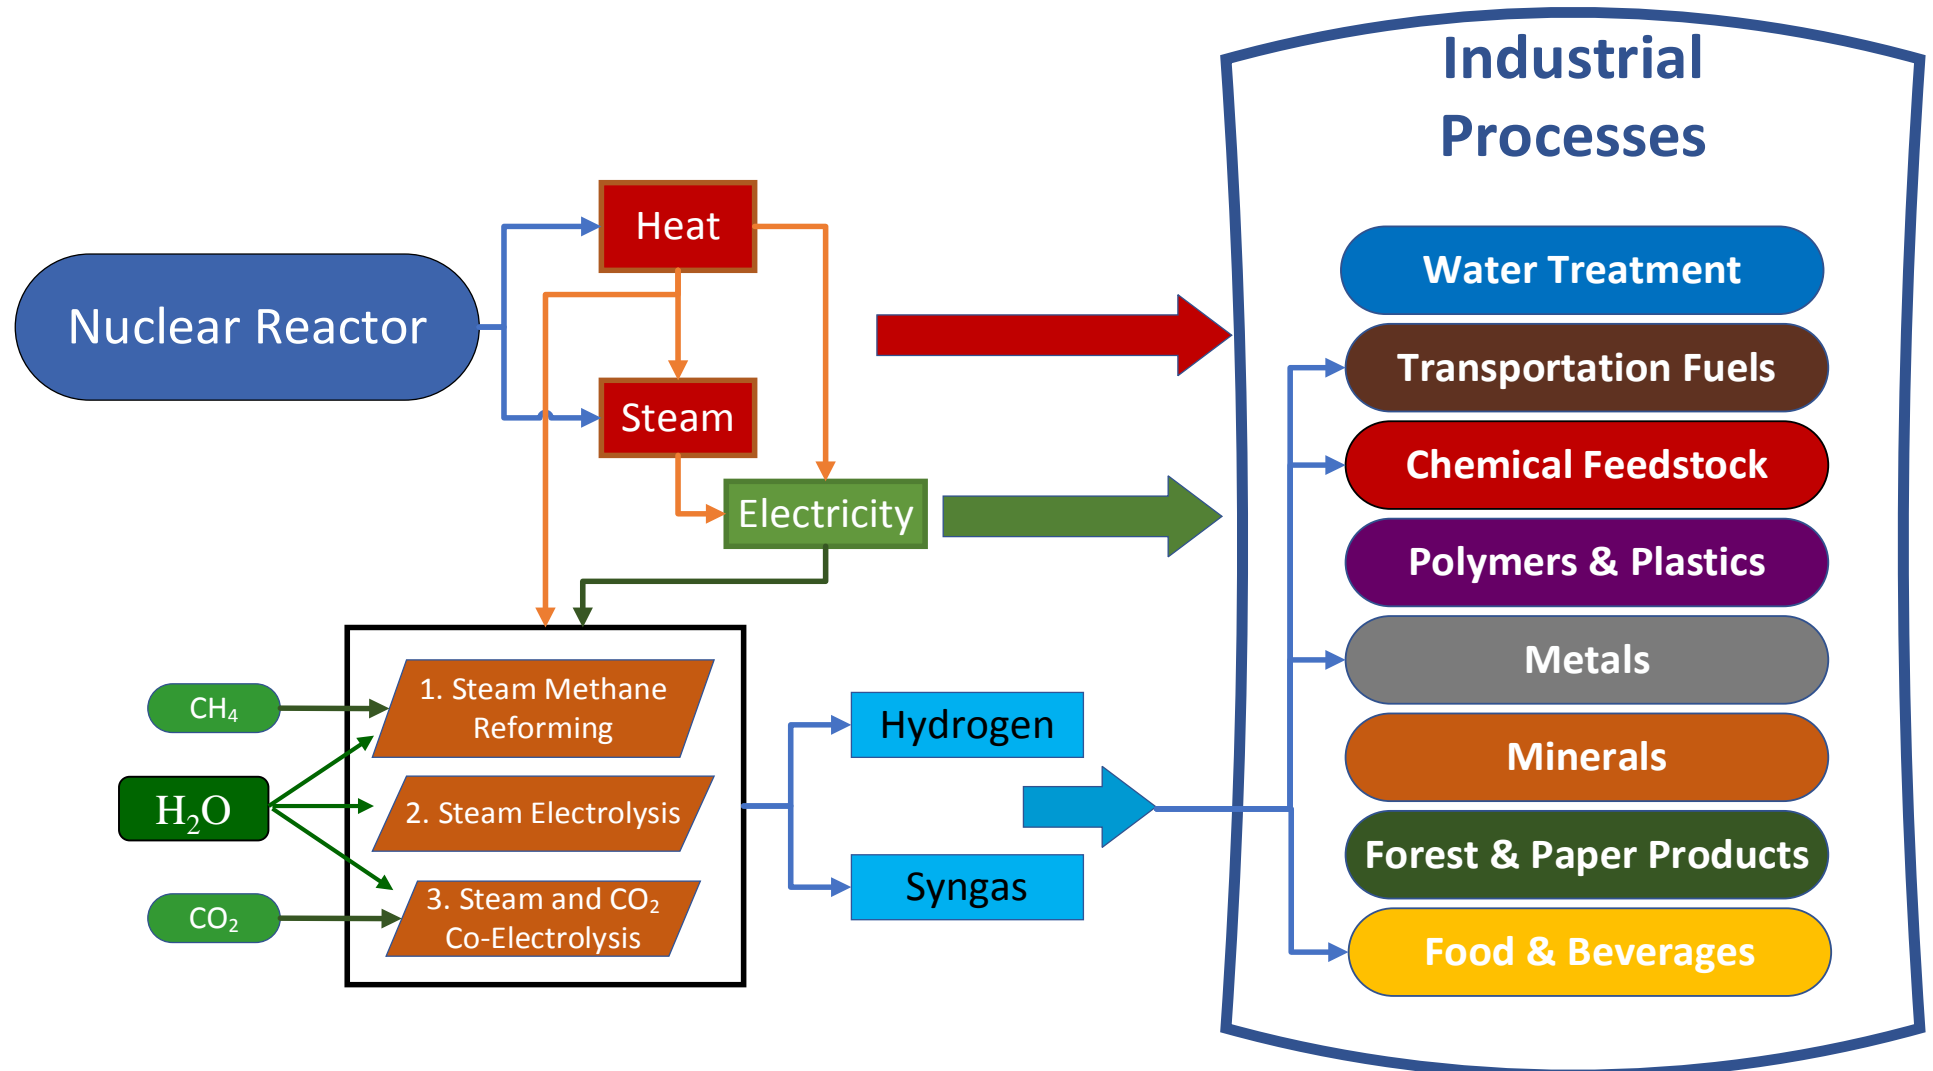 Industrial
Processes
Heat
Nuclear Reactor
Steam
Electricity
CH₄
H₂O
CO₂
1. Steam Methane
Reforming
2. Steam Electrolysis
3. Steam and CO₂
Co-Electrolysis
Hydrogen
Syngas
Water Treatment
Transportation Fuels
Chemical Feedstock
Polymers & Plastics
Metals
Minerals
Forest & Paper Products
Food & Beverages